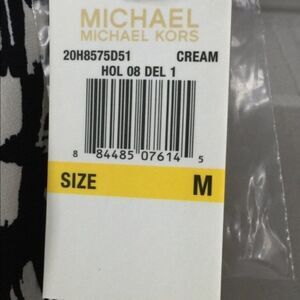 MICHAEL
MICHAEL KORS
20H8575D51 CREAM
HOL 08 DEL 1
8 84485 07614 5
SIZE M